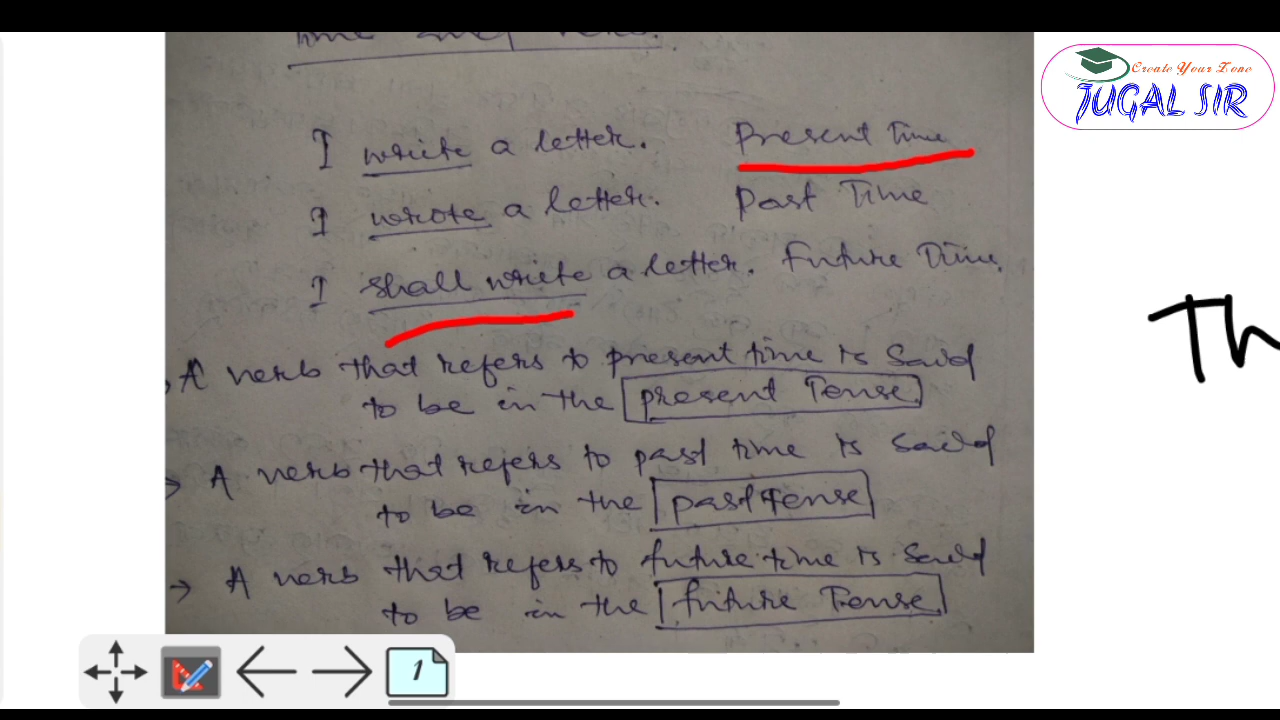 I write a letter. Present Time
I wrote a letter. Past Time
I shall write a letter. Future Time.
A verb that refers to present time is said
to be in the present Tense.
→ A verb that refers to past time is said
to be in the past Tense
→ A verb that refers to future time is said
to be in the future Tense.
Create Your Zone
JUGAL SIR
Th
1